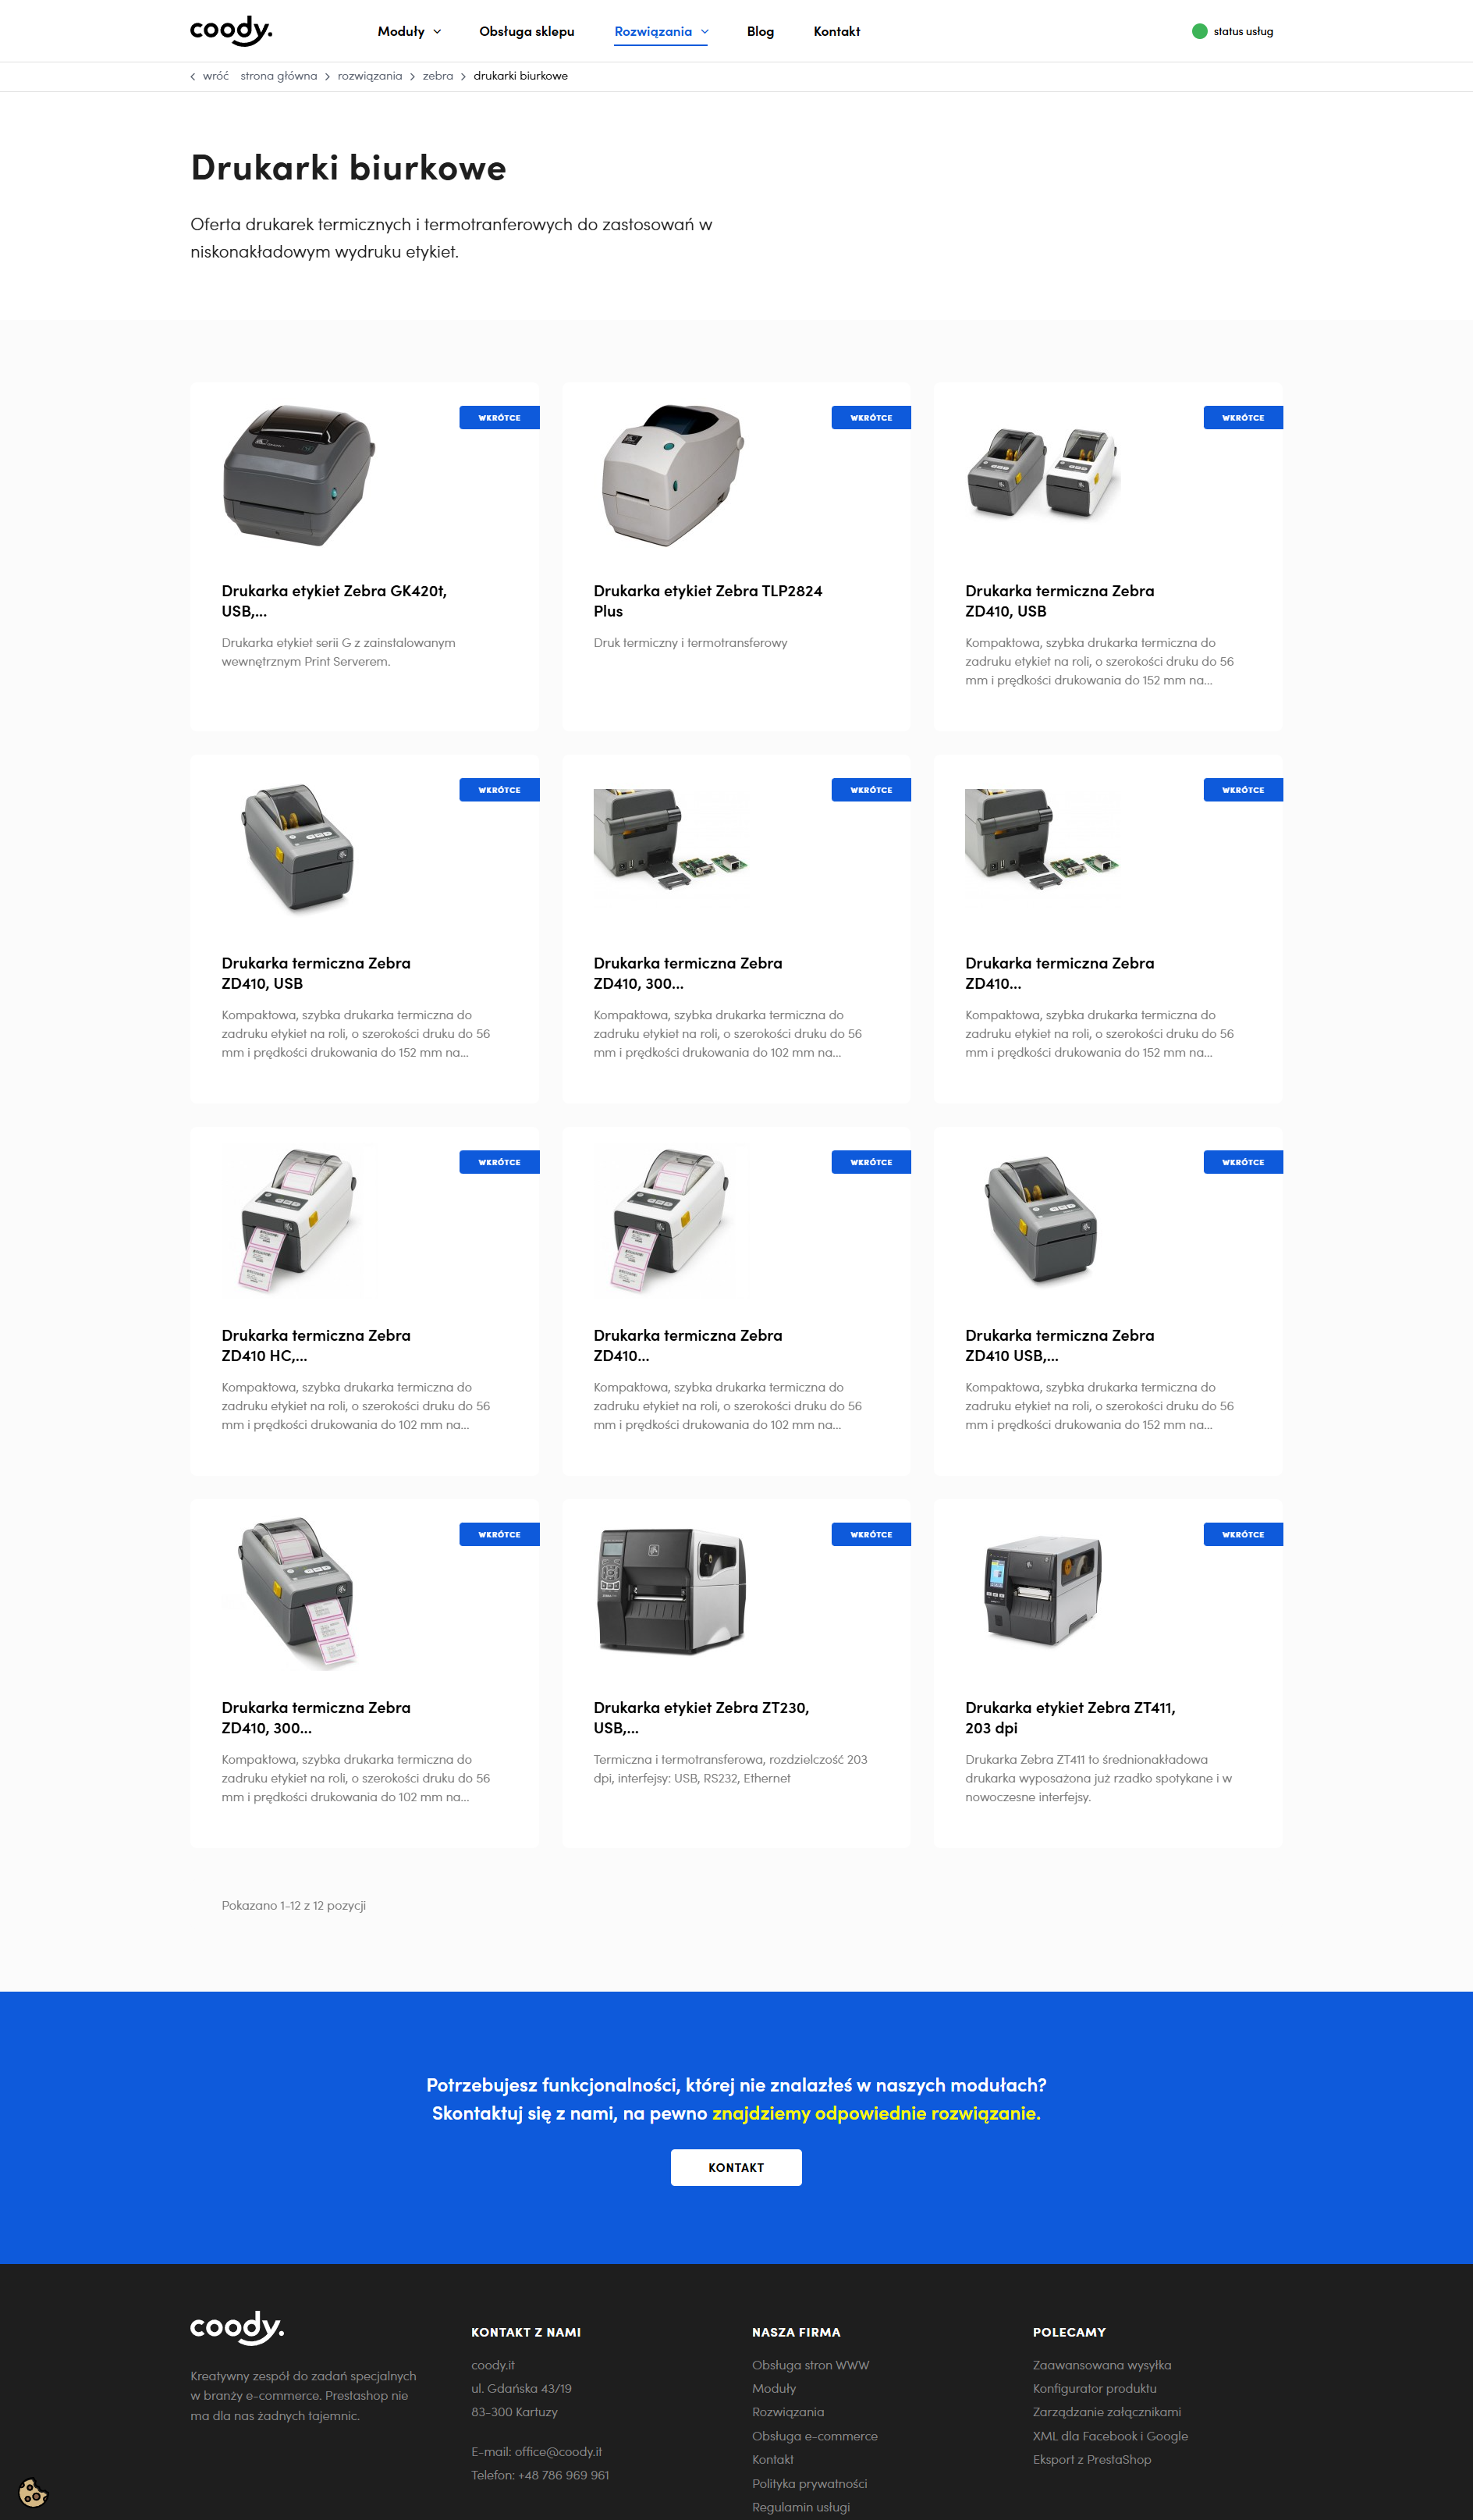 coody.
Moduły
Obsługa sklepu
Rozwiązania
Blog
Kontakt
status usług
wróć
strona główna
rozwiązania
zebra
drukarki biurkowe
Drukarki biurkowe
Oferta drukarek termicznych i termotranferowych do zastosowań w
niskonakładowym wydruku etykiet.
WKRÓTCE
Drukarka etykiet Zebra GK420t,
USB,...
Drukarka etykiet serii G z zainstalowanym
wewnętrznym Print Serverem.
WKRÓTCE
Drukarka etykiet Zebra TLP2824
Plus
Druk termiczny i termotransferowy
WKRÓTCE
Drukarka termiczna Zebra
ZD410, USB
Kompaktowa, szybka drukarka termiczna do
zadruku etykiet na roli, o szerokości druku do 56
mm i prędkości drukowania do 152 mm na...
WKRÓTCE
Drukarka termiczna Zebra
ZD410, USB
Kompaktowa, szybka drukarka termiczna do
zadruku etykiet na roli, o szerokości druku do 56
mm i prędkości drukowania do 152 mm na...
WKRÓTCE
Drukarka termiczna Zebra
ZD410, 300...
Kompaktowa, szybka drukarka termiczna do
zadruku etykiet na roli, o szerokości druku do 56
mm i prędkości drukowania do 102 mm na...
WKRÓTCE
Drukarka termiczna Zebra
ZD410...
Kompaktowa, szybka drukarka termiczna do
zadruku etykiet na roli, o szerokości druku do 56
mm i prędkości drukowania do 152 mm na...
WKRÓTCE
Drukarka termiczna Zebra
ZD410 HC,...
Kompaktowa, szybka drukarka termiczna do
zadruku etykiet na roli, o szerokości druku do 56
mm i prędkości drukowania do 102 mm na...
WKRÓTCE
Drukarka termiczna Zebra
ZD410...
Kompaktowa, szybka drukarka termiczna do
zadruku etykiet na roli, o szerokości druku do 56
mm i prędkości drukowania do 102 mm na...
WKRÓTCE
Drukarka termiczna Zebra
ZD410 USB,...
Kompaktowa, szybka drukarka termiczna do
zadruku etykiet na roli, o szerokości druku do 56
mm i prędkości drukowania do 152 mm na...
WKRÓTCE
Drukarka termiczna Zebra
ZD410, 300...
Kompaktowa, szybka drukarka termiczna do
zadruku etykiet na roli, o szerokości druku do 56
mm i prędkości drukowania do 102 mm na...
WKRÓTCE
Drukarka etykiet Zebra ZT230,
USB,...
Termiczna i termotransferowa, rozdzielczość 203
dpi, interfejsy: USB, RS232, Ethernet
WKRÓTCE
Drukarka etykiet Zebra ZT411,
203 dpi
Drukarka Zebra ZT411 to średnionakładowa
drukarka wyposażona już rzadko spotykane i w
nowoczesne interfejsy.
Pokazano 1-12 z 12 pozycji
Potrzebujesz funkcjonalności, której nie znalazłeś w naszych modułach?
Skontaktuj się z nami, na pewno znajdziemy odpowiednie rozwiązanie.
KONTAKT
coody.
Kreatywny zespół do zadań specjalnych
w branży e-commerce. Prestashop nie
ma dla nas żadnych tajemnic.
KONTAKT Z NAMI
coody.it
ul. Gdańska 43/19
83-300 Kartuzy
E-mail: office@coody.it
Telefon: +48 786 969 961
NASZA FIRMA
Obsługa stron WWW
Moduły
Rozwiązania
Obsługa e-commerce
Kontakt
Polityka prywatności
Regulamin usługi
POLECAMY
Zaawansowana wysyłka
Konfigurator produktu
Zarządzanie załącznikami
XML dla Facebook i Google
Eksport z PrestaShop